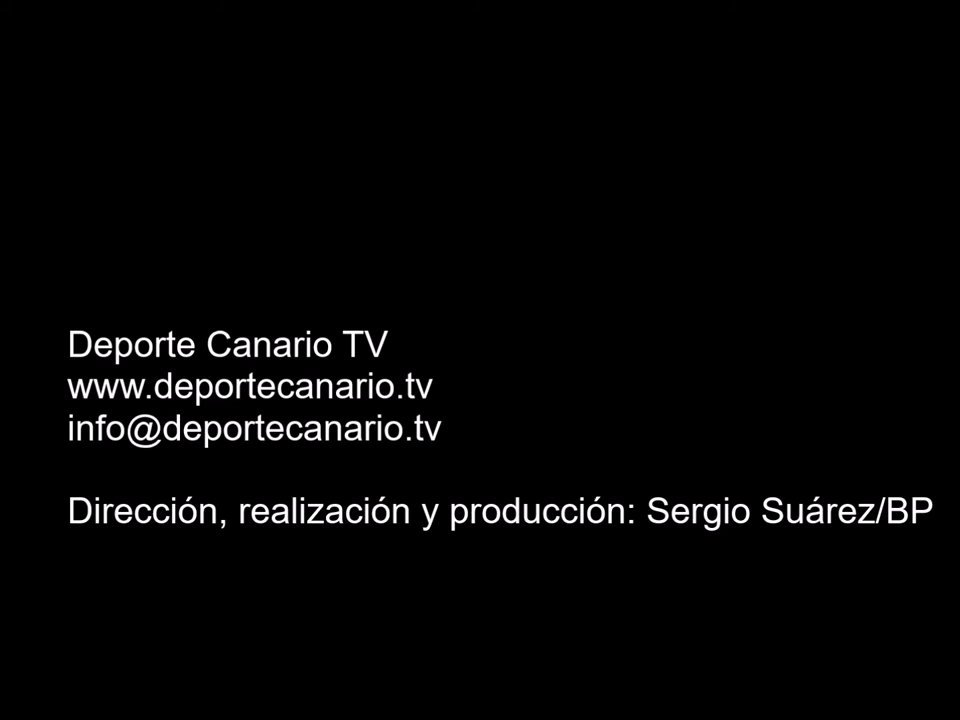 Deporte Canario TV
www.deportecanario.tv
info@deportecanario.tv
Dirección, realización y producción: Sergio Suárez/BP